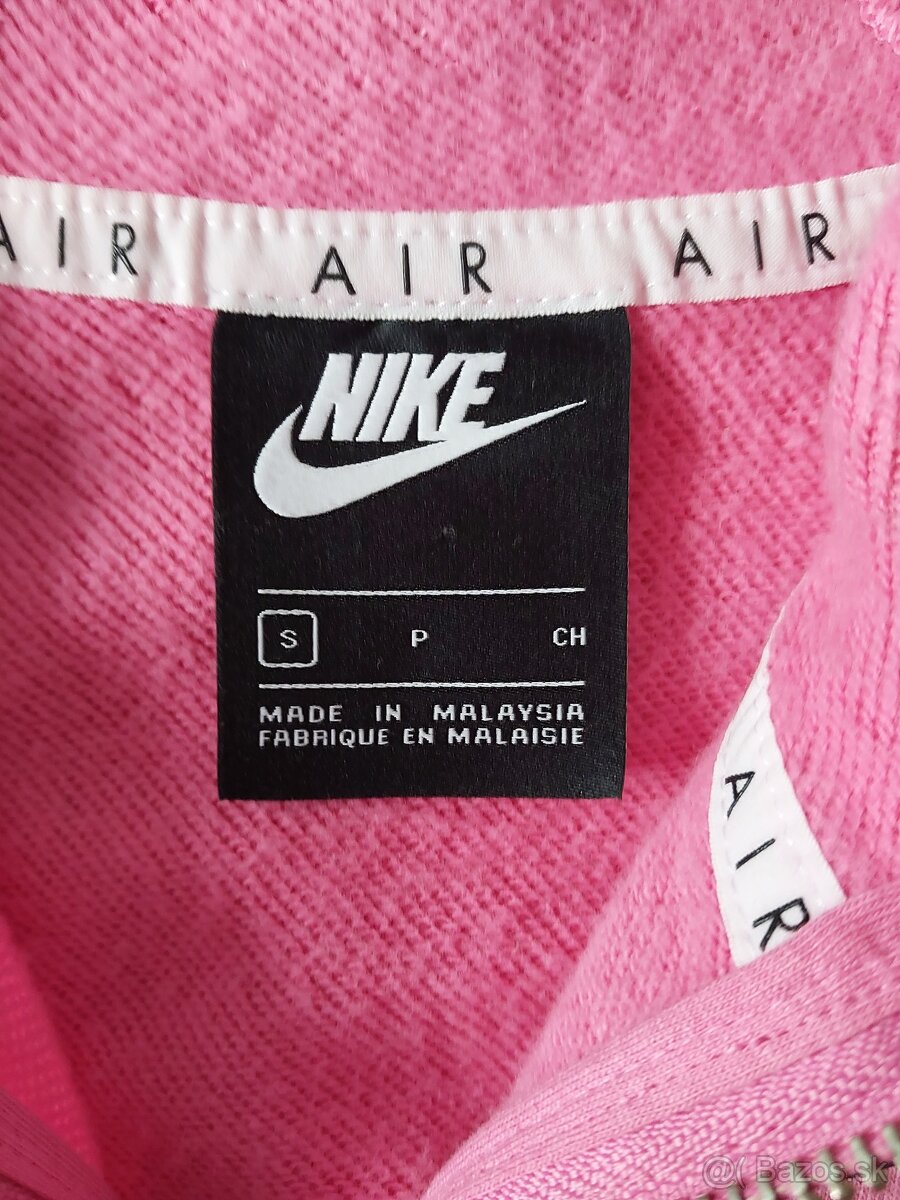 AIR AIR AIR
NIKE
S P CH
MADE IN MALAYSIA
FABRIQUE EN MALAISIE
AIR
@( Bazos.sk